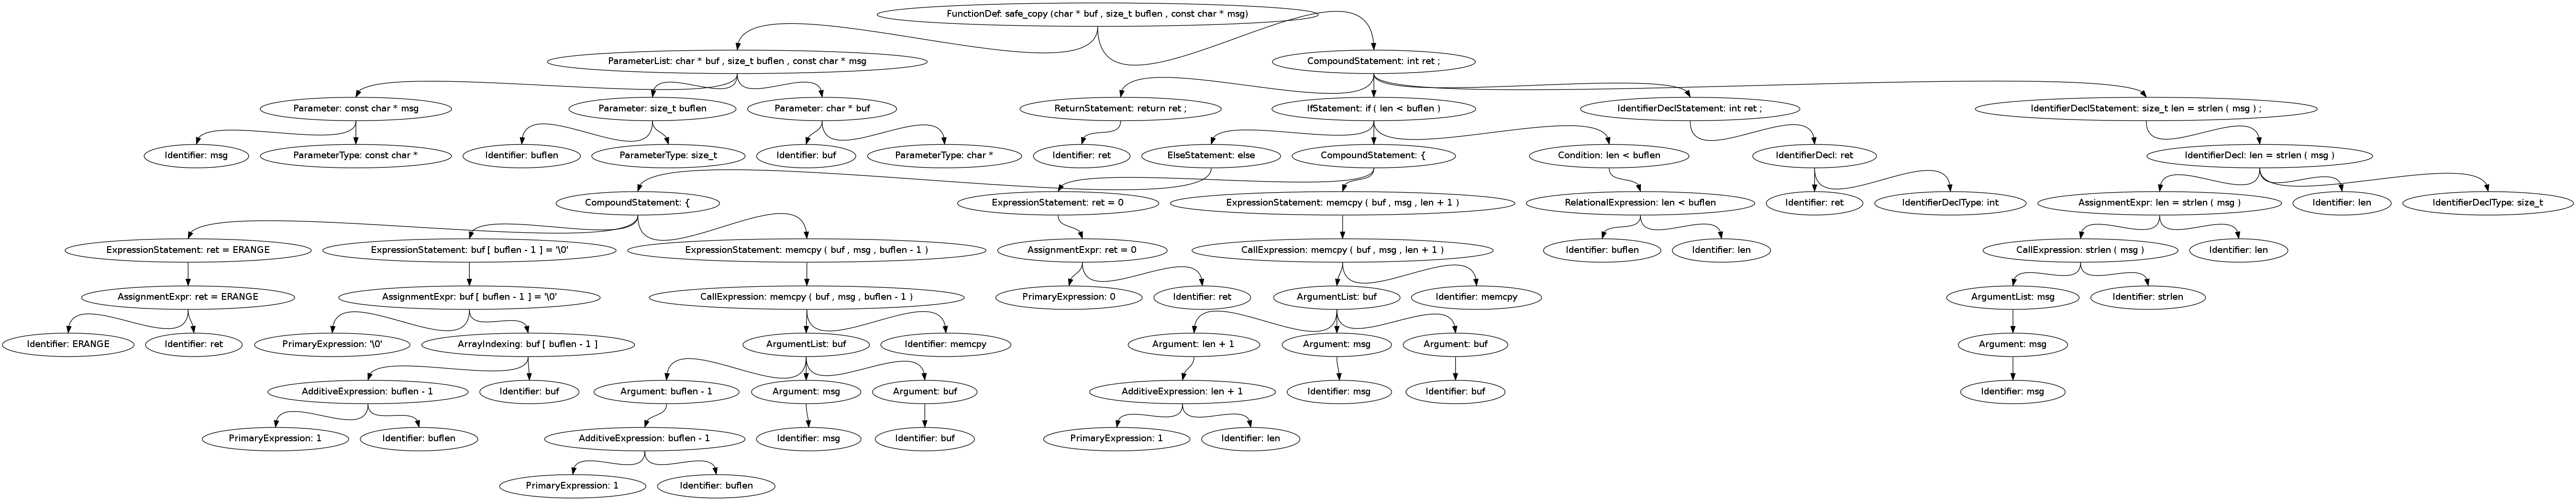 FunctionDef: safe_copy (char * buf , size_t buflen , const char * msg)
ParameterList: char * buf , size_t buflen , const char * msg
CompoundStatement: int ret ;
Parameter: const char * msg
Parameter: size_t buflen
Parameter: char * buf
ReturnStatement: return ret ;
IfStatement: if ( len < buflen )
IdentifierDeclStatement: int ret ;
IdentifierDeclStatement: size_t len = strlen ( msg ) ;
Identifier: msg
ParameterType: const char *
Identifier: buflen
ParameterType: size_t
Identifier: buf
ParameterType: char *
Identifier: ret
ElseStatement: else
CompoundStatement: {
Condition: len < buflen
IdentifierDecl: ret
IdentifierDecl: len = strlen ( msg )
CompoundStatement: {
ExpressionStatement: ret = 0
ExpressionStatement: memcpy ( buf , msg , len + 1 )
RelationalExpression: len < buflen
Identifier: ret
IdentifierDeclType: int
AssignmentExpr: len = strlen ( msg )
Identifier: len
IdentifierDeclType: size_t
ExpressionStatement: ret = ERANGE
ExpressionStatement: buf [ buflen - 1 ] = '\0'
ExpressionStatement: memcpy ( buf , msg , buflen - 1 )
AssignmentExpr: ret = 0
CallExpression: memcpy ( buf , msg , len + 1 )
Identifier: buflen
Identifier: len
CallExpression: strlen ( msg )
Identifier: len
AssignmentExpr: ret = ERANGE
AssignmentExpr: buf [ buflen - 1 ] = '\0'
CallExpression: memcpy ( buf , msg , buflen - 1 )
PrimaryExpression: 0
Identifier: ret
ArgumentList: buf
Identifier: memcpy
ArgumentList: msg
Identifier: strlen
Identifier: ERANGE
Identifier: ret
PrimaryExpression: '\0'
ArrayIndexing: buf [ buflen - 1 ]
ArgumentList: buf
Identifier: memcpy
Argument: len + 1
Argument: msg
Argument: buf
Argument: msg
AdditiveExpression: buflen - 1
Identifier: buf
Argument: buflen - 1
Argument: msg
Argument: buf
AdditiveExpression: len + 1
Identifier: msg
Identifier: buf
Identifier: msg
PrimaryExpression: 1
Identifier: buflen
AdditiveExpression: buflen - 1
Identifier: msg
Identifier: buf
PrimaryExpression: 1
Identifier: len
PrimaryExpression: 1
Identifier: buflen